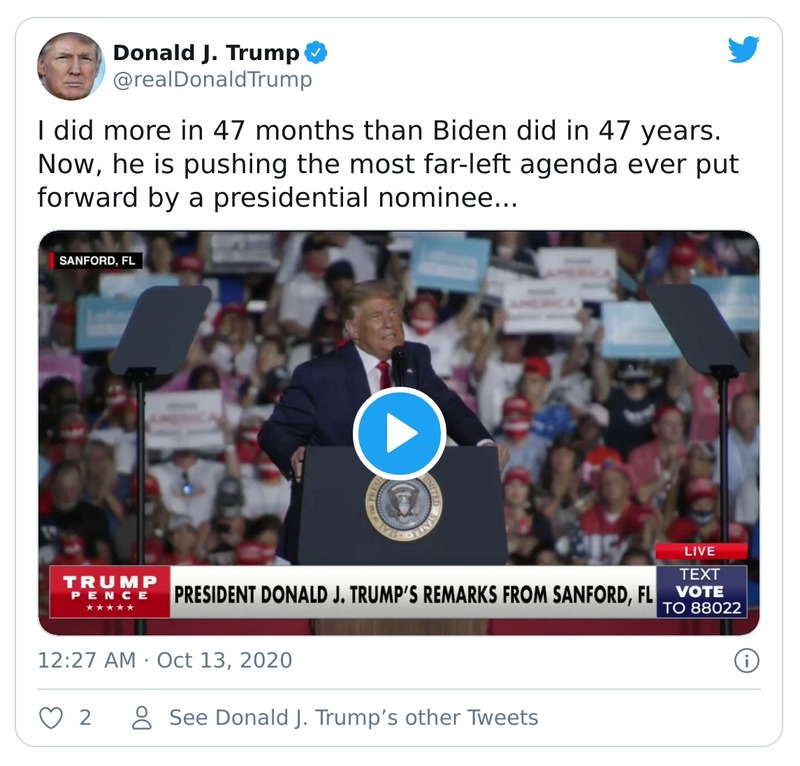 Donald J. Trump
@realDonaldTrump
I did more in 47 months than Biden did in 47 years.
Now, he is pushing the most far-left agenda ever put
forward by a presidential nominee...
SANFORD, FL
AMERICA
AMERICA
AMERICA
LIVE
TRUMP
PENCE
PRESIDENT DONALD J. TRUMP'S REMARKS FROM SANFORD, FL
TEXT
VOTE
TO 88022
12:27 AM · Oct 13, 2020
2
See Donald J. Trump’s other Tweets